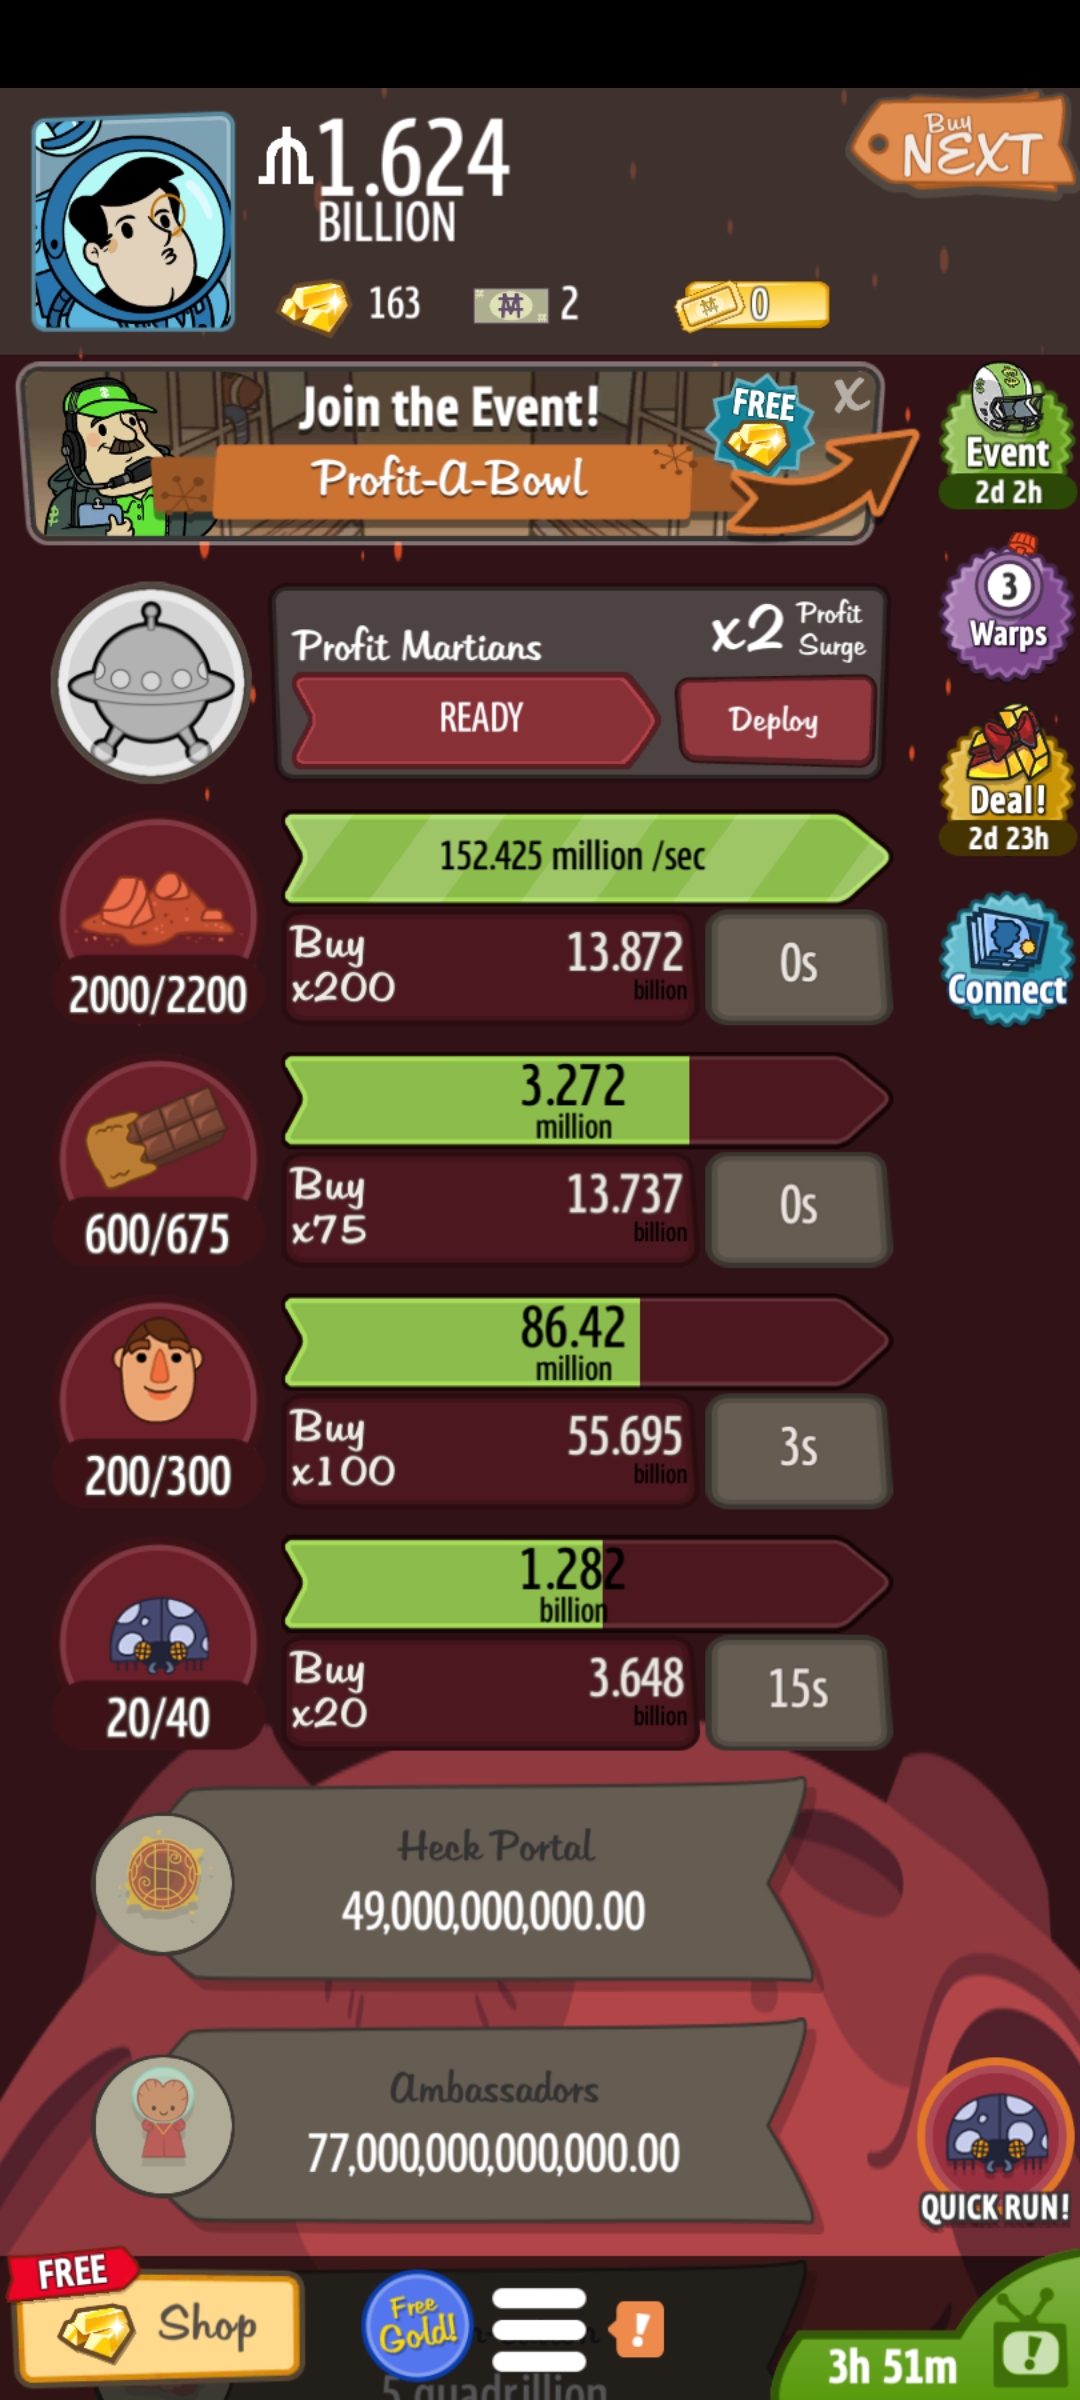 Buy
NEXT
1.624
BILLION
163
2
0
Join the Event!
FREE
X
Profit-A-Bowl
Event
2d 2h
3
Warps
Profit Martians
x2 Profit Surge
READY
Deploy
Deal!
2d 23h
152.425 million /sec
Buy
x200
13.872
billion
0s
2000/2200
Connect
3.272
million
Buy
x75
13.737
billion
0s
600/675
86.42
million
Buy
x100
55.695
billion
3s
200/300
1.282
billion
Buy
x20
3.648
billion
15s
20/40
Heck Portal
49,000,000,000.00
Ambassadors
77,000,000,000,000.00
QUICK RUN!
FREE
Shop
Free
Gold!
!
3h 51m
!
5 quadrillion